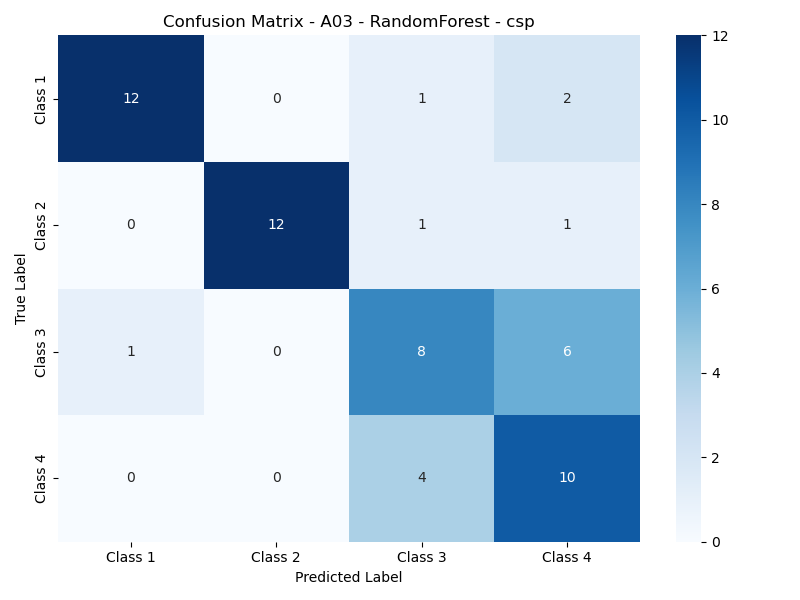 Confusion Matrix - A03 - RandomForest - csp
True Label
Class 1
Class 2
Class 3
Class 4
12 0 1 2
0 12 1 1
1 0 8 6
0 0 4 10
Class 1 Class 2 Class 3 Class 4
Predicted Label
12
10
8
6
4
2
0